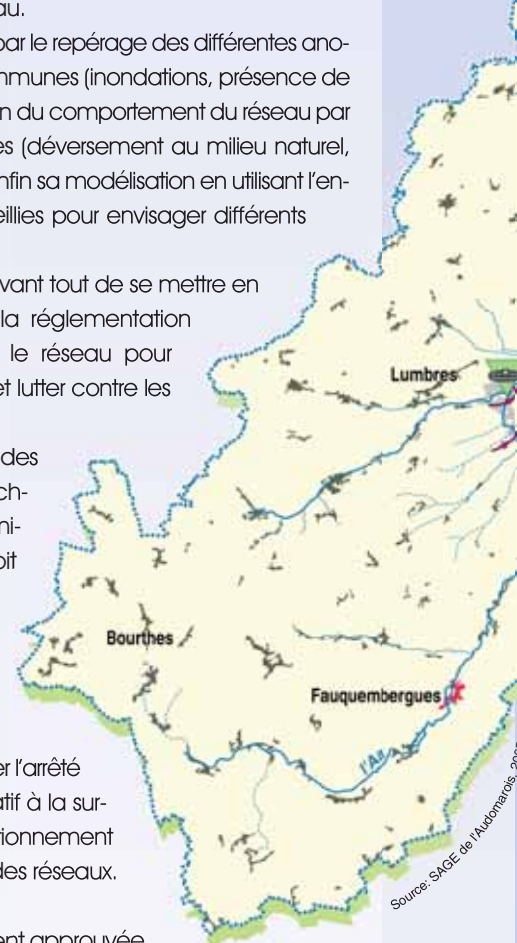 au.
par le repérage des différentes ano-
mmunes (inondations, présence de
n du comportement du réseau par
es (déversement au milieu naturel,
nfin sa modélisation en utilisant l'en-
eillies pour envisager différents
vant tout de se mettre en
la réglementation
le réseau pour
et lutter contre les
des
ch-
ni-
oit
er l'arrêté
atif à la sur-
tionnement
des réseaux.
ent approuvée
Lumbres
Bourthes
Fauquembergues
l'Aa
Source: SAGE de l'Audomarois,